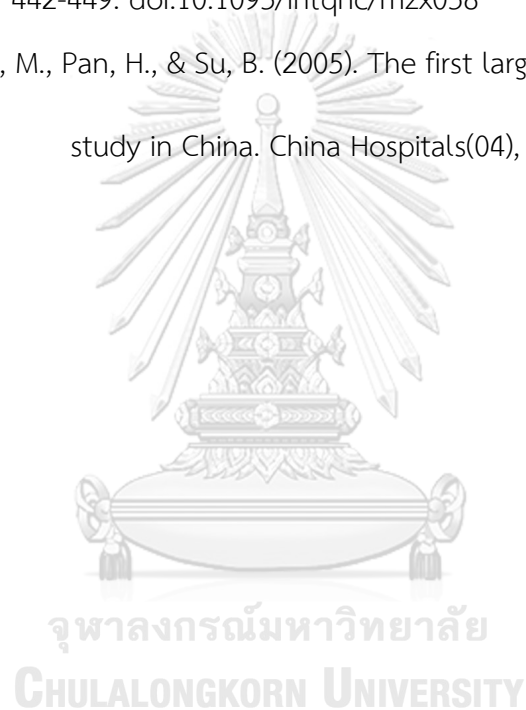 442-449. doi:10.1093/intqhc/mzx058
, M., Pan, H., & Su, B. (2005). The first larg
study in China. China Hospitals(04),
จุฬาลงกรณ์มหาวิทยาลัย
CHULALONGKORN UNIVERSITY